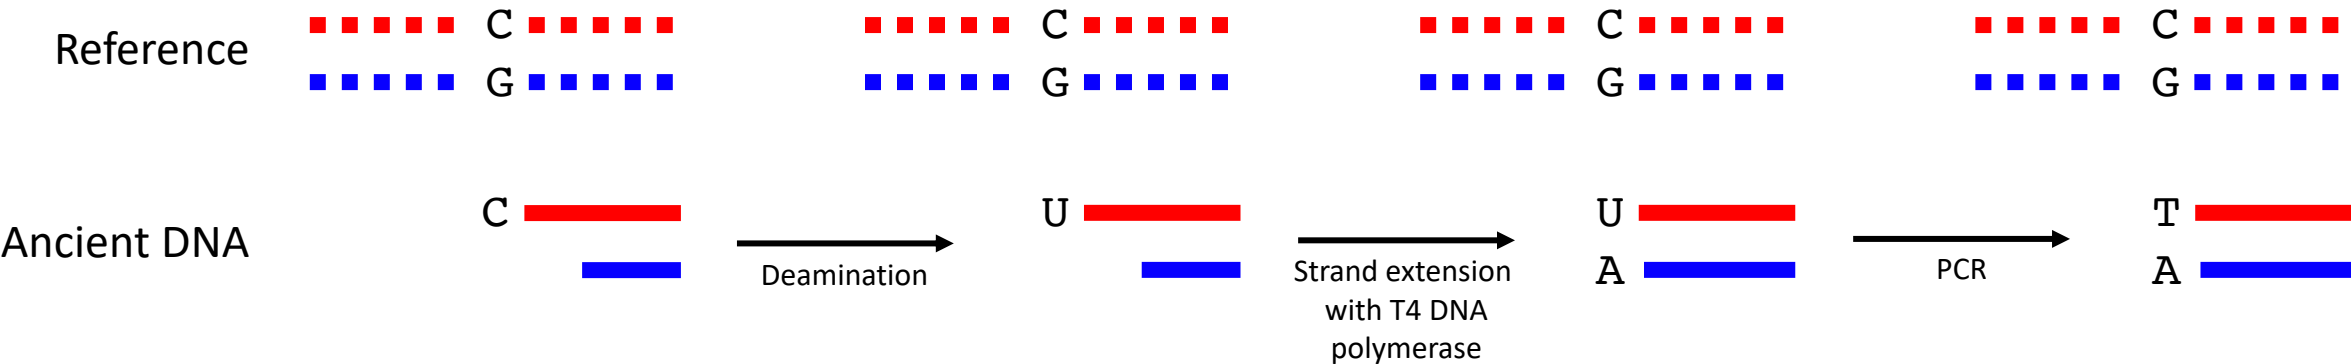 Reference C C C C
G G G G
Ancient DNA C U U T
A A
Deamination
Strand extension
with T4 DNA
polymerase
PCR